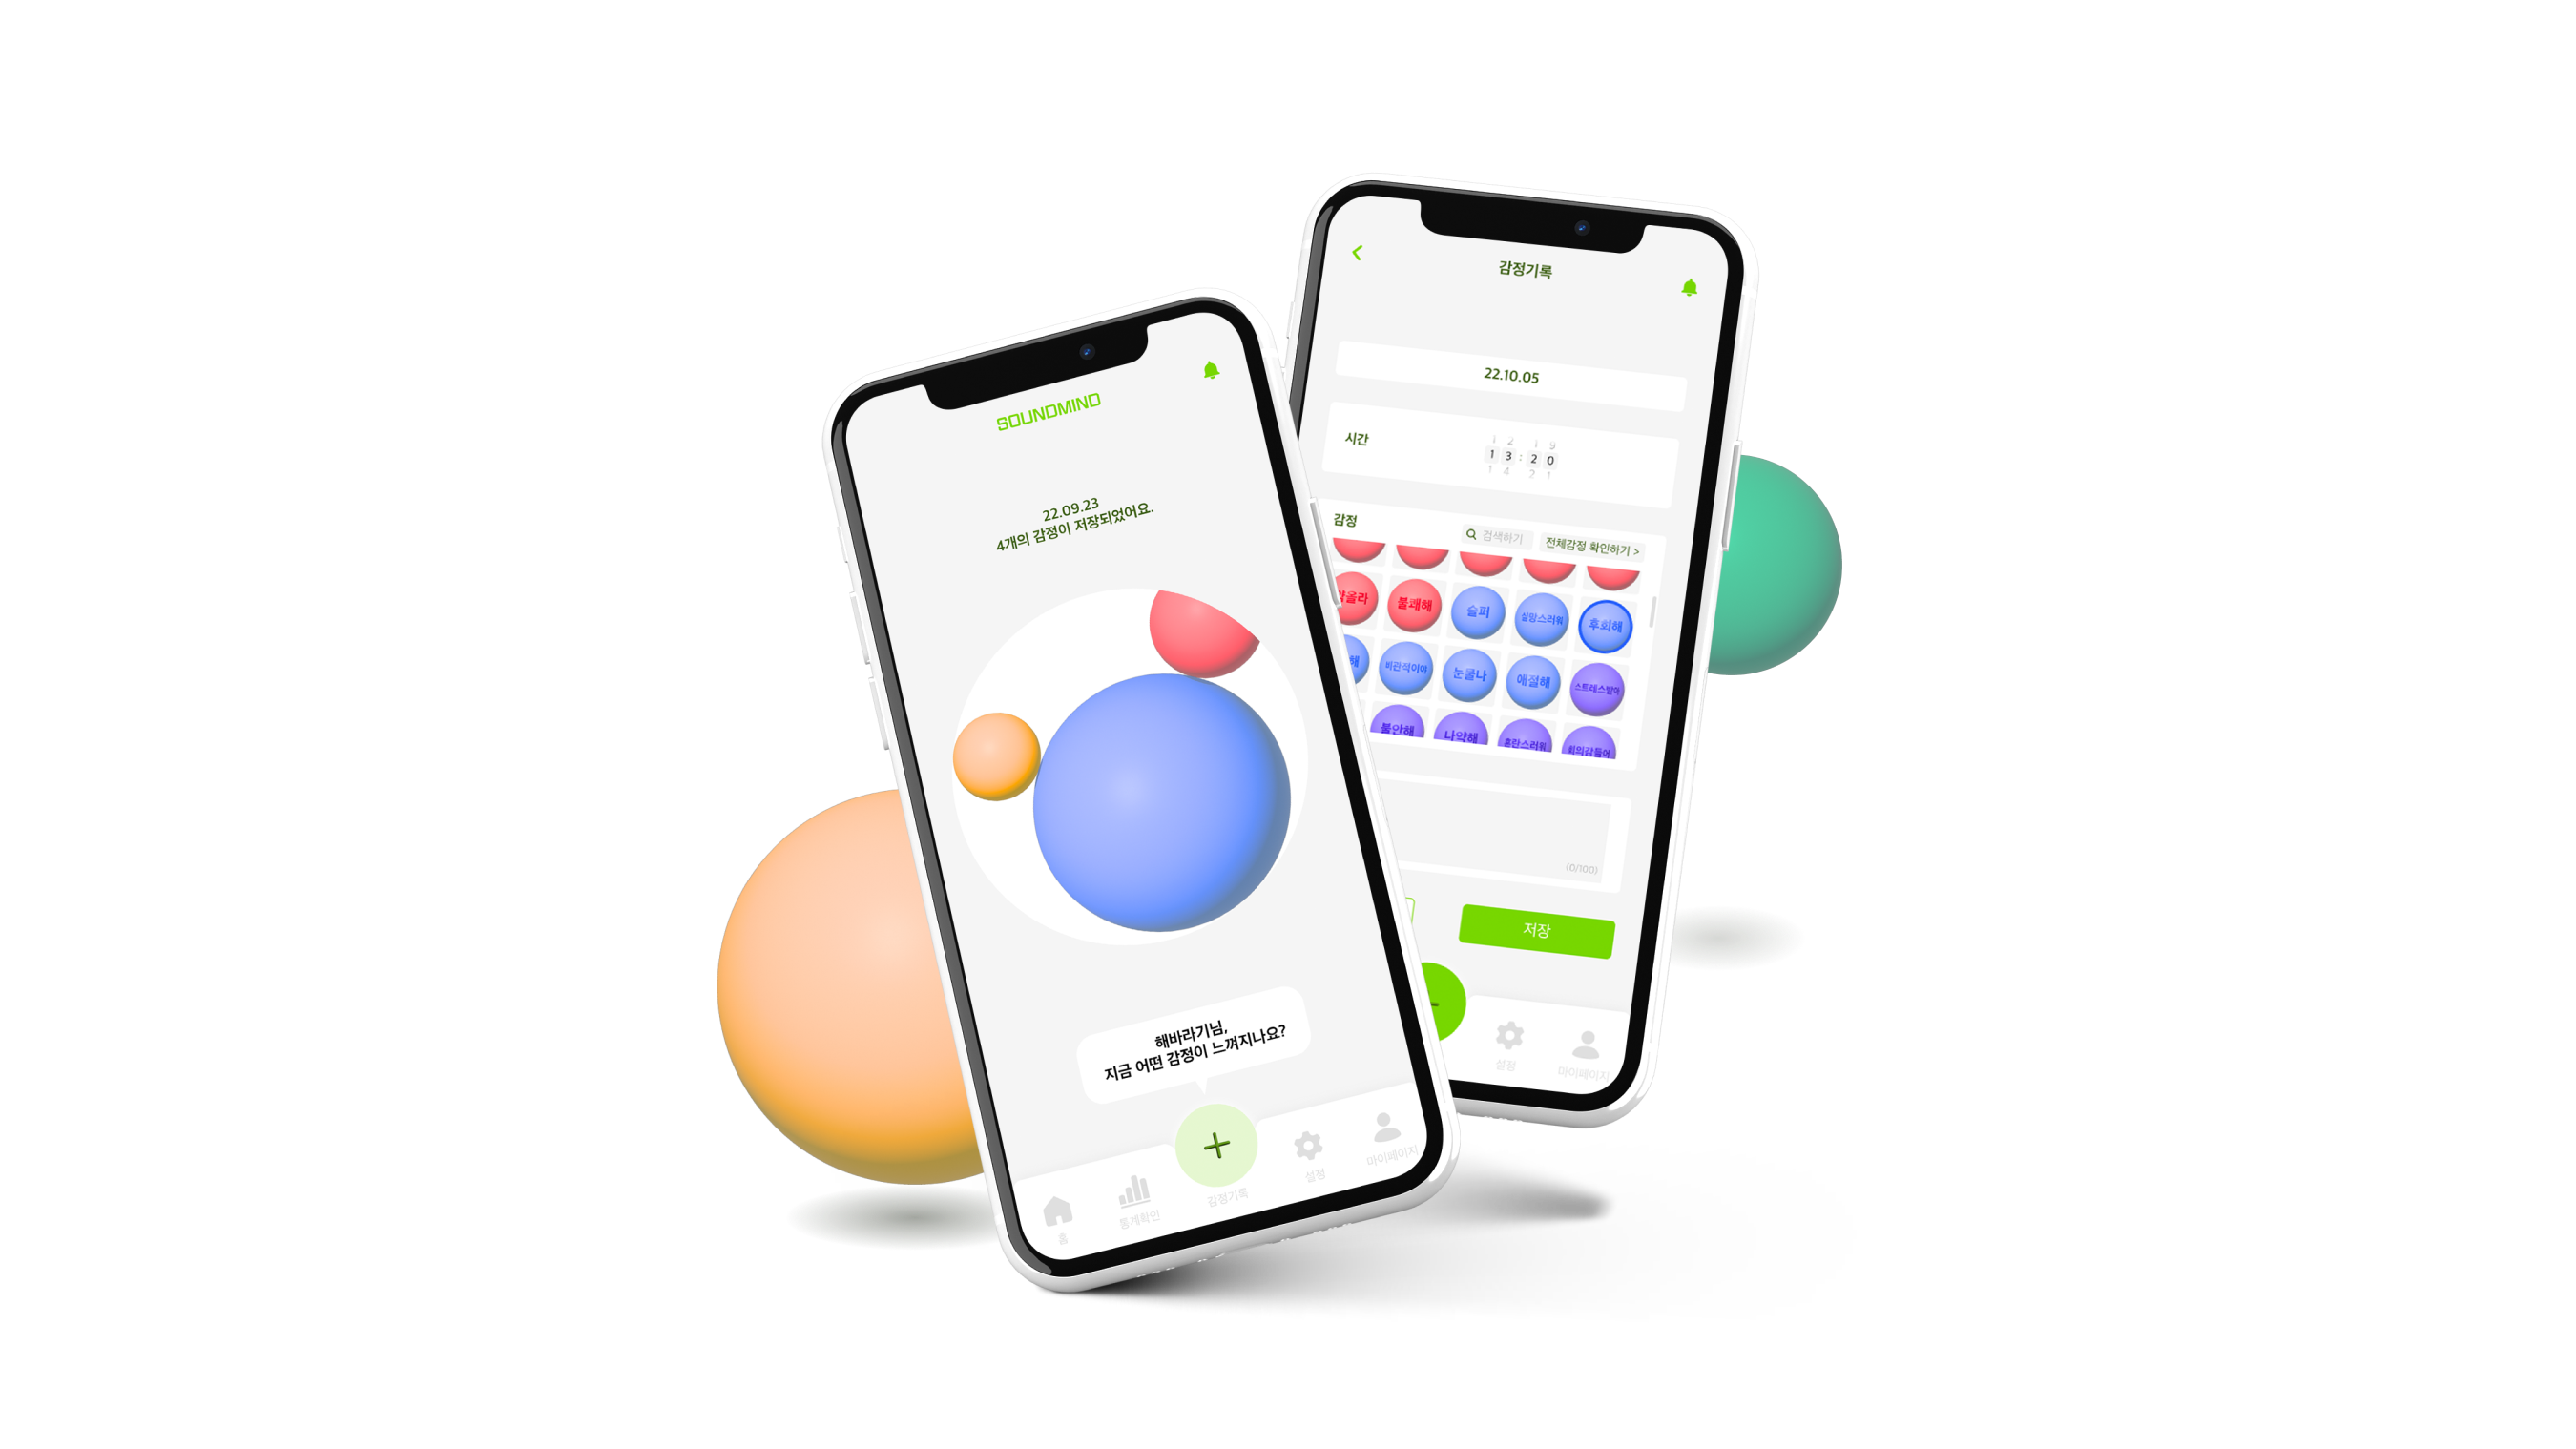 SOUNDMIND
22.09.23
4개의 감정이 저장되었어요.
해바라기님,
지금 어떤 감정이 느껴지나요?
홈
통계확인
감정기록
설정
마이페이지
감정기록
22.10.05
시간
1 2 1 9
1 3 : 2 0
1 4 2 1
감정
검색하기
전체감정 확인하기 >
약올라 불쾌해 슬퍼 실망스러워 후회해
해 비관적이야 눈물나 애절해 스트레스받아
불안해 나약해 혼란스러워 회의감들어
(0/100)
저장
설정
마이페이지